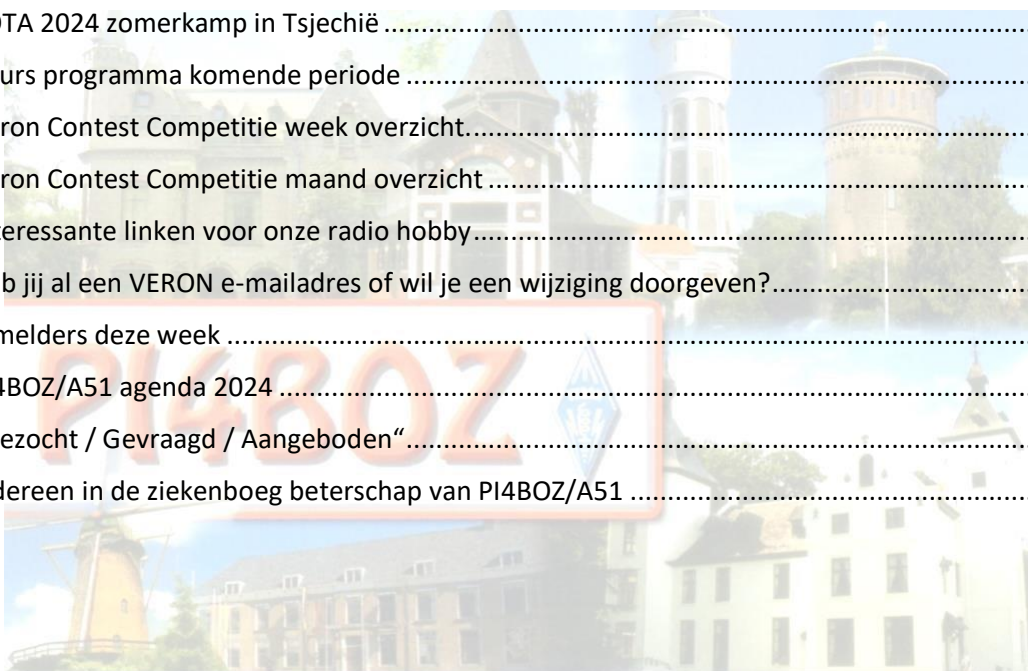 OTA 2024 zomerkamp in Tsjechië ................................................................
urs programma komende periode ................................................................
ron Contest Competitie week overzicht.................................................................
ron Contest Competitie maand overzicht ................................................................
teressante linken voor onze radio hobby ................................................................
b jij al een VERON e-mailadres of wil je een wijziging doorgeven?................................
melders deze week ................................................................
4BOZ/A51 agenda 2024 ................................................................
ezocht / Gevraagd / Aangeboden“................................................................
dereen in de ziekenboeg beterschap van PI4BOZ/A51 ................................................
PI4BOZ